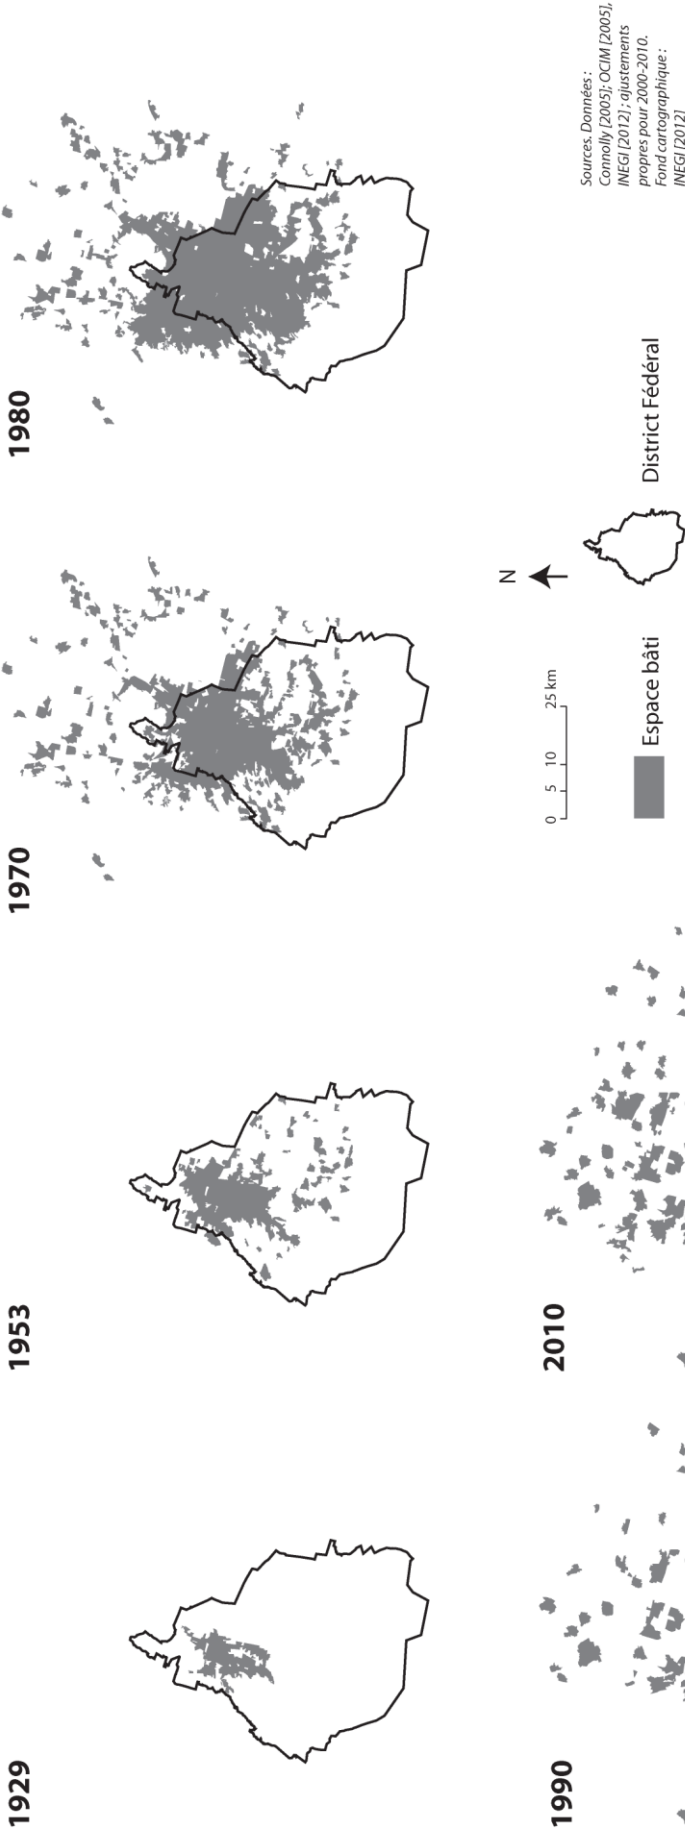 1929
1953
1970
1980
1990
2010
N
0 5 10 25 km
Espace bâti
District Fédéral
Sources. Données :
Connolly [2005]; OCIM [2005],
INEGI [2012] ; ajustements
propres pour 2000-2010.
Fond cartographique :
INEGI [2012]